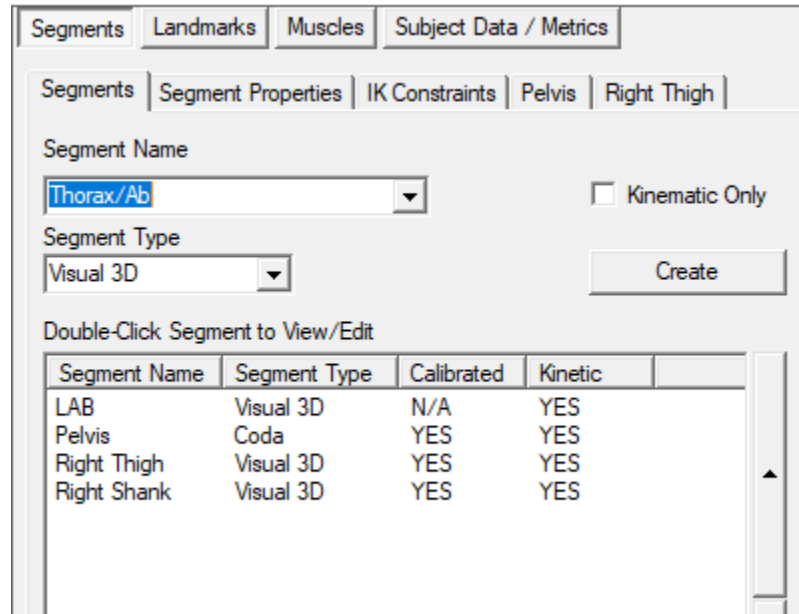 Segments Landmarks Muscles Subject Data / Metrics
Segments Segment Properties IK Constraints Pelvis Right Thigh
Segment Name
Thorax/Ab Kinematic Only
Segment Type
Visual 3D Create
Double-Click Segment to View/Edit
Segment Name Segment Type Calibrated Kinetic
LAB Visual 3D N/A YES
Pelvis Coda YES YES
Right Thigh Visual 3D YES YES
Right Shank Visual 3D YES YES